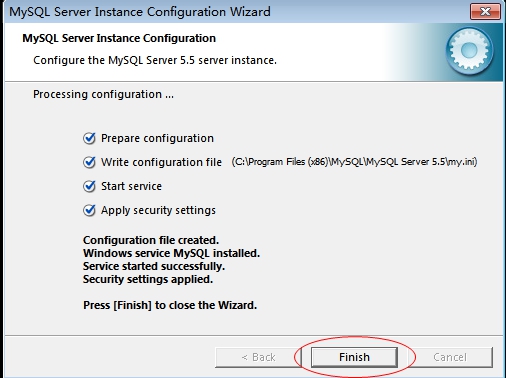 MySQL Server Instance Configuration Wizard
MySQL Server Instance Configuration
Configure the MySQL Server 5.5 server instance.
Processing configuration ...
Prepare configuration
Write configuration file (C:\Program Files (x86)\MySQL\MySQL Server 5.5\my.ini)
Start service
Apply security settings
Configuration file created.
Windows service MySQL installed.
Service started successfully.
Security settings applied.
Press [Finish] to close the Wizard.
< Back Finish Cancel